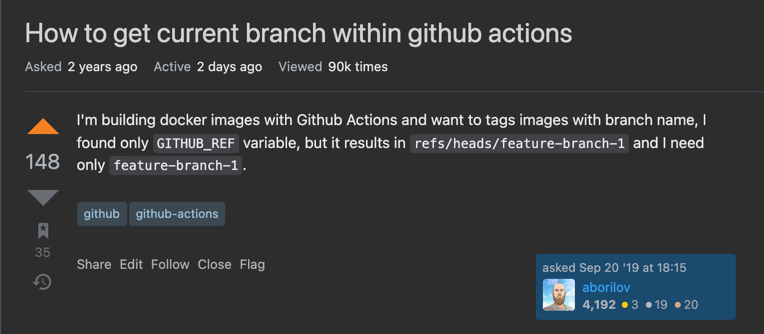 How to get current branch within github actions
Asked 2 years ago Active 2 days ago Viewed 90k times
I'm building docker images with Github Actions and want to tags images with branch name, I
found only GITHUB_REF variable, but it results in refs/heads/feature-branch-1 and I need
148
only feature-branch-1.
github github-actions
35
Share Edit Follow Close Flag
asked Sep 20 '19 at 18:15
aborilov
4,192 3 19 20